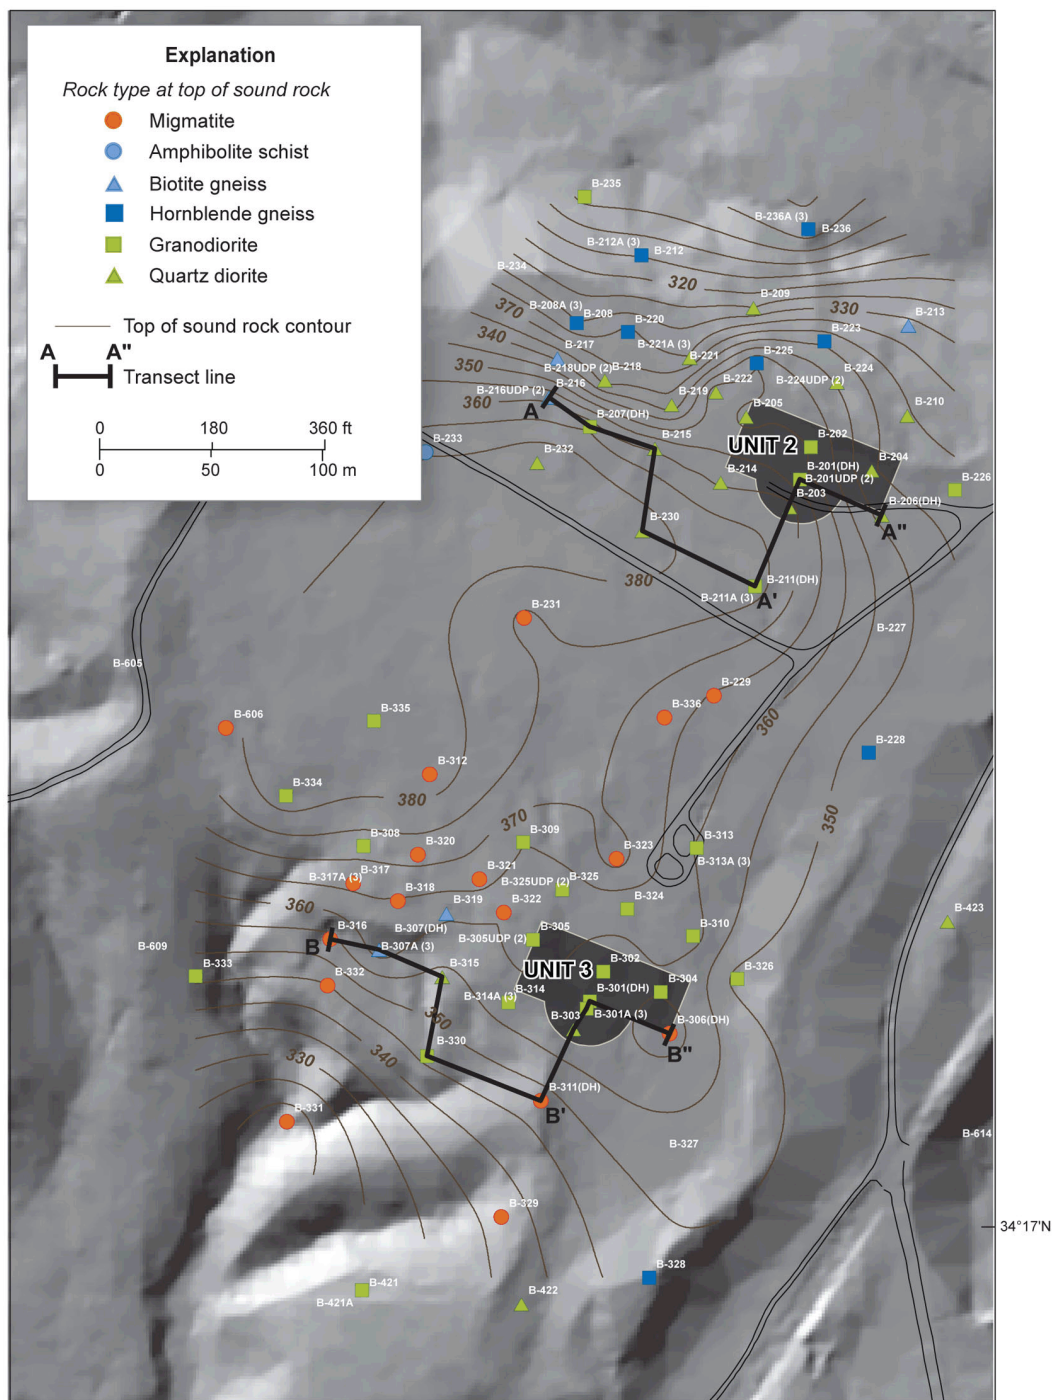 Explanation
Rock type at top of sound rock
Migmatite
Amphibolite schist
Biotite gneiss
Hornblende gneiss
Granodiorite
Quartz diorite
Top of sound rock contour
A A"
Transect line
0 180 360 ft
0 50 100 m
B-235
B-236A (3)
B-236
B-212A (3)
B-212
B-234
320
B-209
330
B-213
370
B-208A (3)
B-208
B-220
B-223
340
B-221A (3)
B-217
B-221
B-225
350
B-218UDP (2)
B-218
B-224
B-224UDP (2)
B-216
B-216UDP (2)
B-222
B-219
360
A
B-205
B-210
B-207(DH)
B-233
B-215
UNIT 2
B-202
B-232
B-204
B-214
B-201(DH)
B-201UDP (2)
B-226
B-203
B-206(DH)
B-230
A"
B-211(DH)
380
B-211A (3)
A'
B-231
B-227
B-605
B-229
B-336
B-606
B-335
360
B-228
B-312
B-334
380
370
350
B-308
B-309
B-313
B-320
B-323
B-313A (3)
B-317
B-321
B-317A (3)
B-325UDP (2)
B-325
B-318
B-319
B-322
B-324
360
B-423
B-316
B-307(DH)
B-305
B-310
B
B-307A (3)
B-305UDP (2)
B-609
B-333
B-315
UNIT 3
B-302
B-326
B-332
B-314
B-301(DH)
B-304
B-314A (3)
B-303
B-301A (3)
B-306(DH)
350
B-330
B"
330
340
B-311(DH)
B'
B-331
B-327
B-614
B-329
34°17'N
B-328
B-421
B-421A
B-422